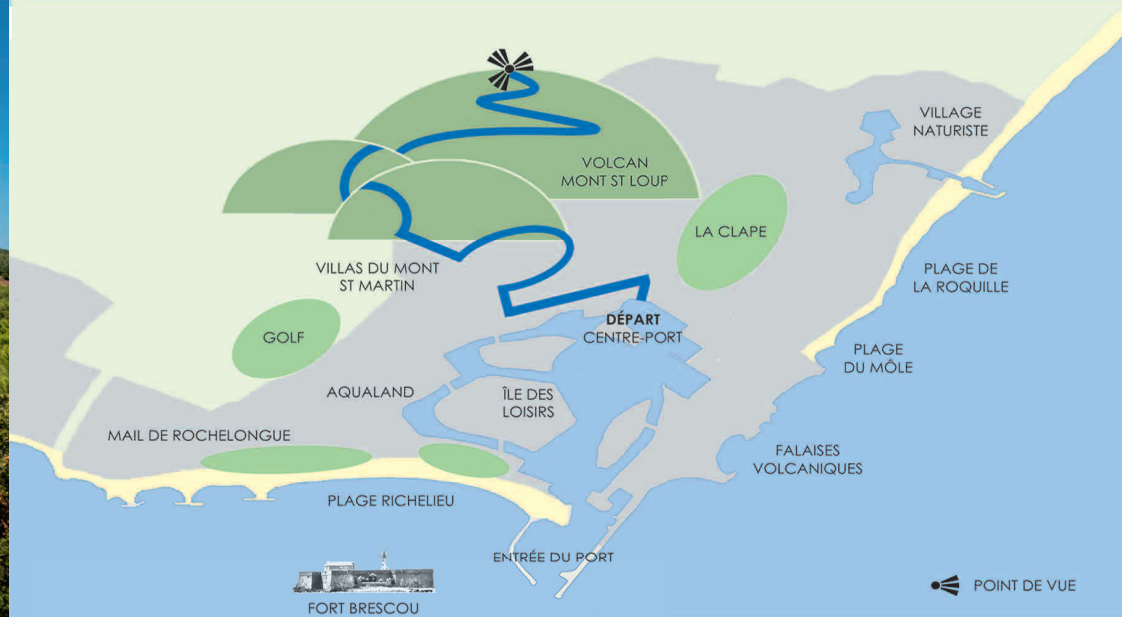 VILLAGE
NATURISTE
VOLCAN
MONT ST LOUP
LA CLAPE
VILLAS DU MONT
ST MARTIN
PLAGE DE
LA ROQUILLE
DÉPART
CENTRE-PORT
GOLF
PLAGE
DU MÔLE
AQUALAND
ÎLE DES
LOISIRS
MAIL DE ROCHELONGUE
FALAISES
VOLCANIQUES
PLAGE RICHELIEU
ENTRÉE DU PORT
POINT DE VUE
FORT BRESCOU